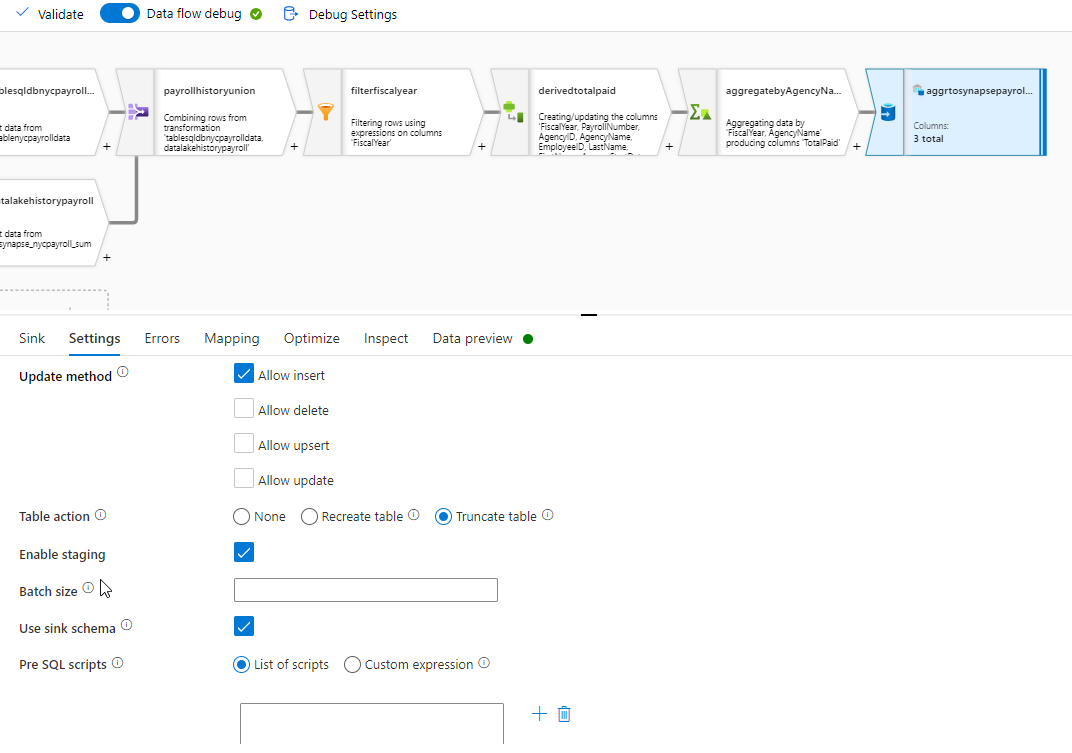 Validate
Data flow debug
Debug Settings
blesqldbnycpayroll...
t data from
ablenycpayrolldata
+
payrollhistoryunion
Combining rows from
transformation
'tablesqldbnycpayrolldata,
datalakehistorypayroll'
+
filterfiscalyear
Filtering rows using
expressions on columns
'FiscalYear'
+
derivedtotalpaid
Creating/updating the columns
'FiscalYear, PayrollNumber,
AgencyID, AgencyName,
EmployeeID, LastName,
+
aggregatebyAgencyNa...
Aggregating data by
'FiscalYear, AgencyName'
producing columns 'TotalPaid'
+
aggrtosynapsepayrol...
Columns:
3 total
talakehistorypayroll
t data from
synapse_nycpayroll_sum
+
Sink
Settings
Errors
Mapping
Optimize
Inspect
Data preview
Update method
Allow insert
Allow delete
Allow upsert
Allow update
Table action
None
Recreate table
Truncate table
Enable staging
Batch size
Use sink schema
Pre SQL scripts
List of scripts
Custom expression